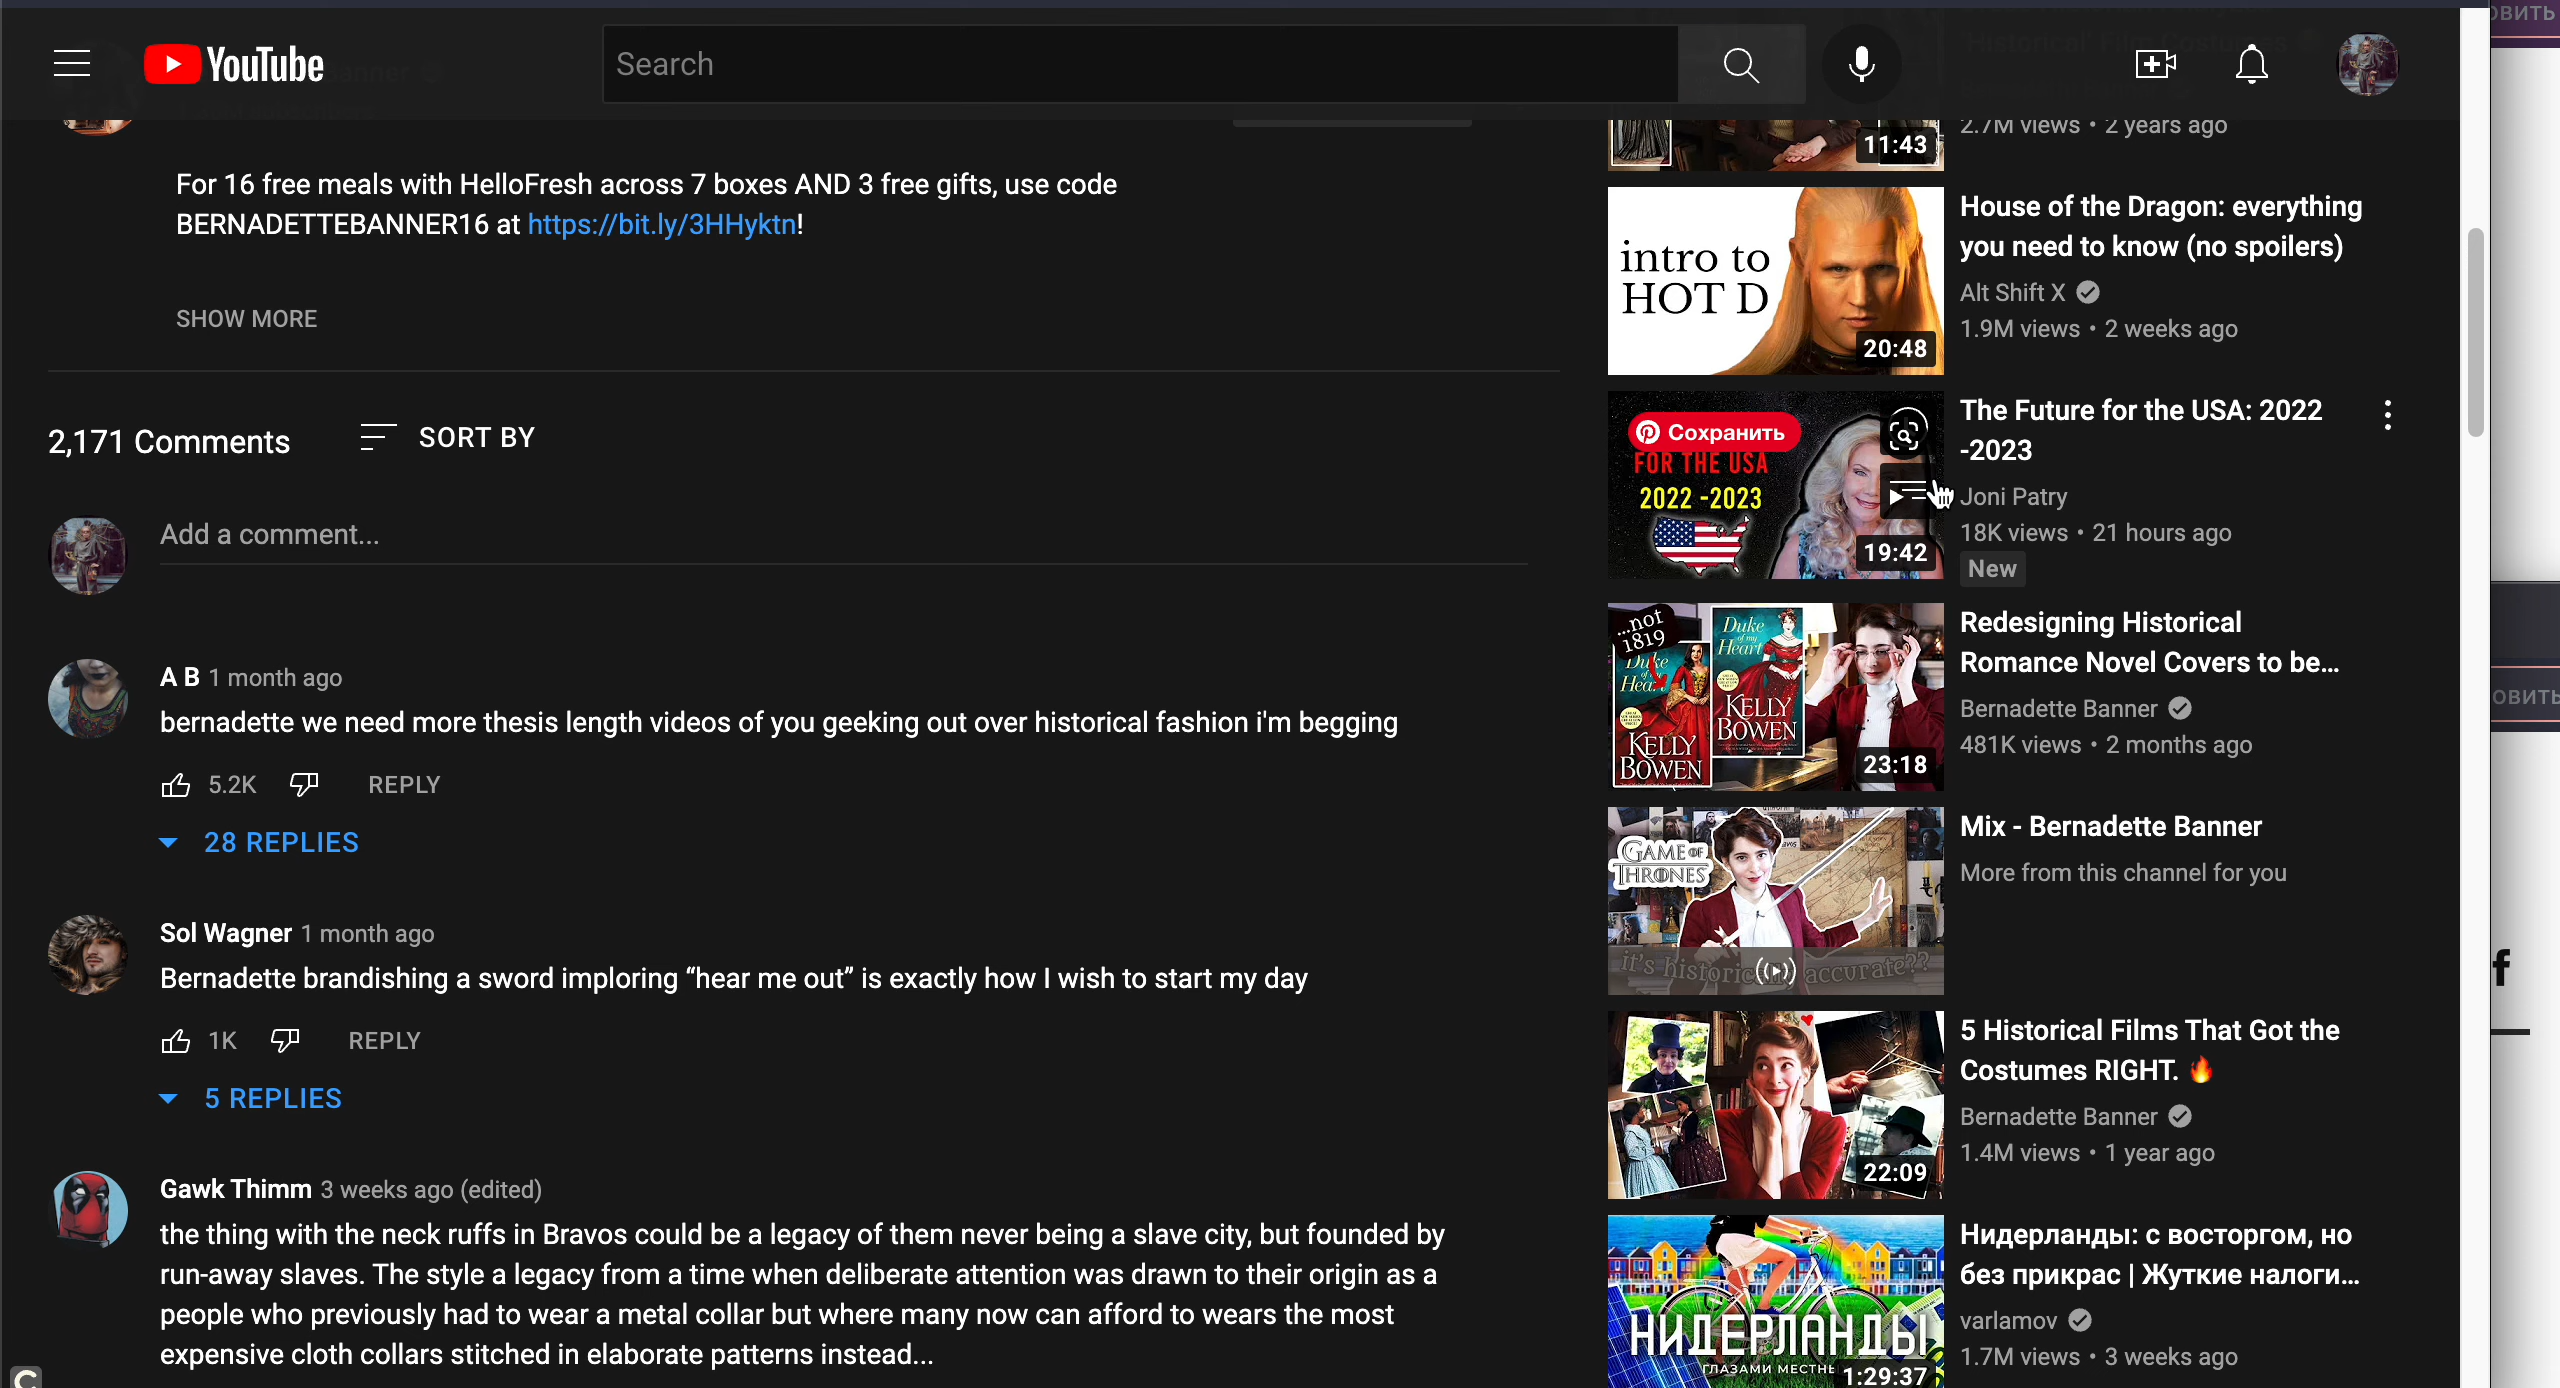 YouTube
Search
For 16 free meals with HelloFresh across 7 boxes AND 3 free gifts, use code
BERNADETTEBANNER16 at https://bit.ly/3HHyktn!
SHOW MORE
2,171 Comments
SORT BY
Add a comment...
A B 1 month ago
bernadette we need more thesis length videos of you geeking out over historical fashion i'm begging
5.2K
REPLY
28 REPLIES
Sol Wagner 1 month ago
Bernadette brandishing a sword imploring “hear me out” is exactly how I wish to start my day
1K
REPLY
5 REPLIES
Gawk Thimm 3 weeks ago (edited)
the thing with the neck ruffs in Bravos could be a legacy of them never being a slave city, but founded by
run-away slaves. The style a legacy from a time when deliberate attention was drawn to their origin as a
people who previously had to wear a metal collar but where many now can afford to wears the most
expensive cloth collars stitched in elaborate patterns instead...
11:43
2.7M views • 2 years ago
intro to
HOT D
20:48
House of the Dragon: everything
you need to know (no spoilers)
Alt Shift X
1.9M views • 2 weeks ago
Сохранить
FOR THE USA
2022 -2023
19:42
The Future for the USA: 2022
-2023
Joni Patry
18K views • 21 hours ago
New
...not
1819
Duke
of my
Heart
KELLY
BOWEN
Duke
of my
Heart
KELLY
BOWEN
23:18
Redesigning Historical
Romance Novel Covers to be...
Bernadette Banner
481K views • 2 months ago
GAME OF
THRONES
it's historically accurate??
Mix - Bernadette Banner
More from this channel for you
22:09
5 Historical Films That Got the
Costumes RIGHT. 🔥
Bernadette Banner
1.4M views • 1 year ago
НИДЕРЛАНДЫ
ГЛАЗАМИ
1:29:37
Нидерланды: с восторгом, но
без прикрас | Жуткие налоги...
varlamov
1.7M views • 3 weeks ago
ОВИТЬ
ОВИТЬ
f